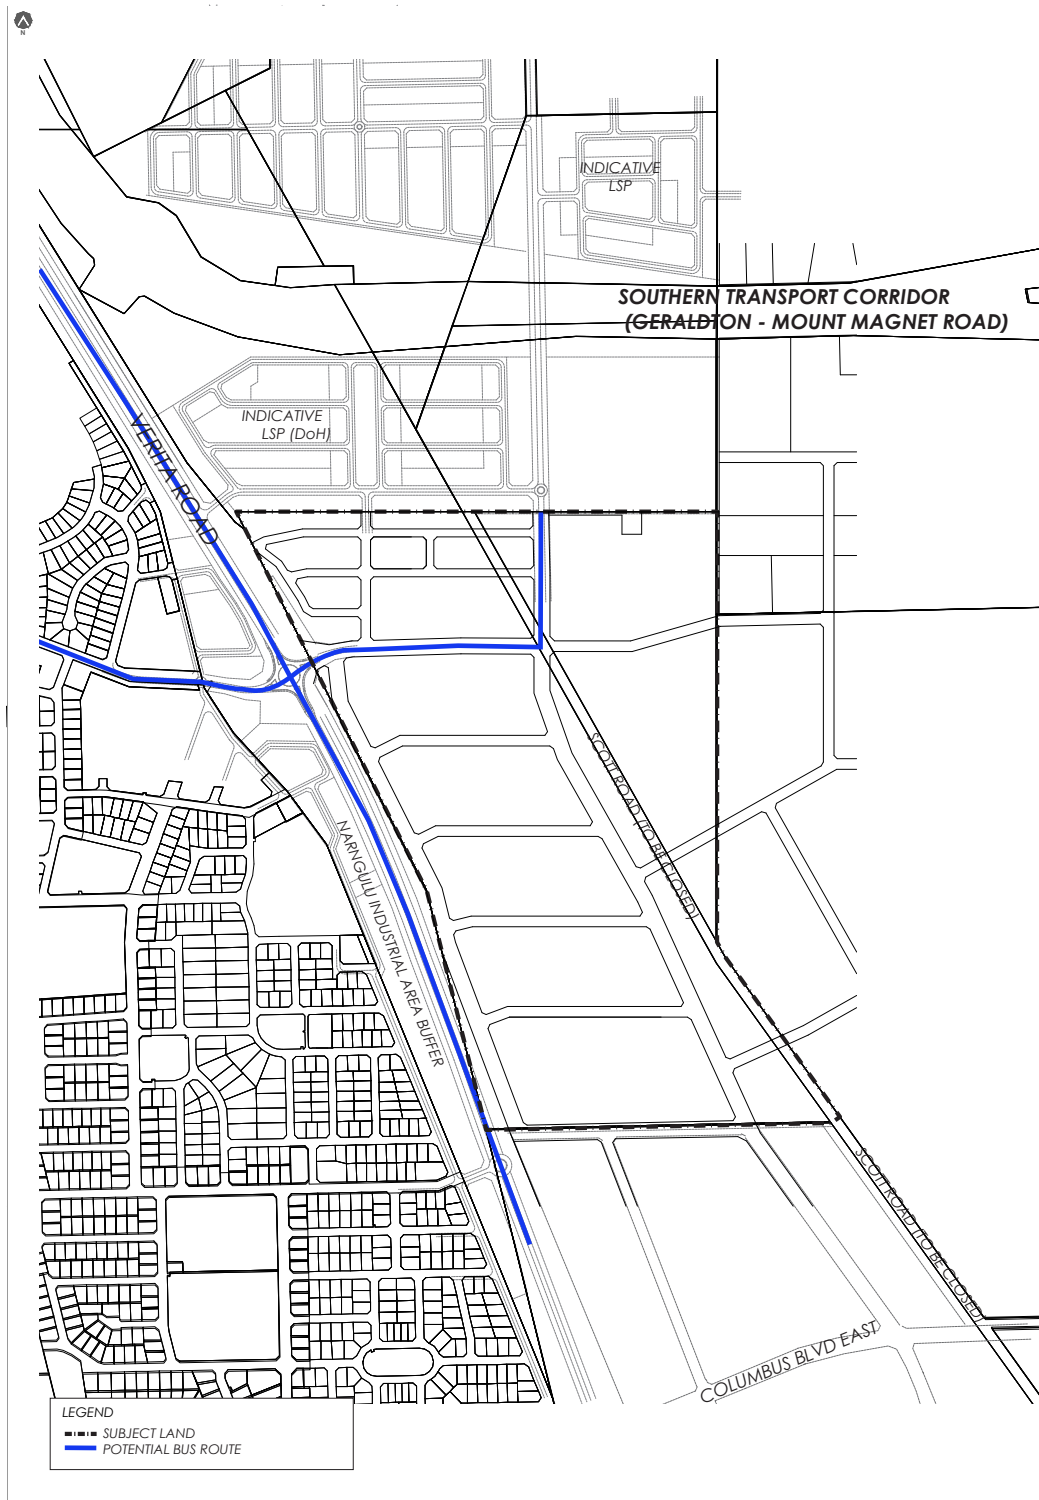 N
INDICATIVE
LSP
SOUTHERN TRANSPORT CORRIDOR
(GERALDTON - MOUNT MAGNET ROAD)
INDICATIVE
LSP (DoH)
VERITA ROAD
SCOTT ROAD (TO BE CLOSED)
NARNGULU INDUSTRIAL AREA BUFFER
SCOTT ROAD (TO BE CLOSED)
COLUMBUS BLVD EAST
LEGEND
SUBJECT LAND
POTENTIAL BUS ROUTE